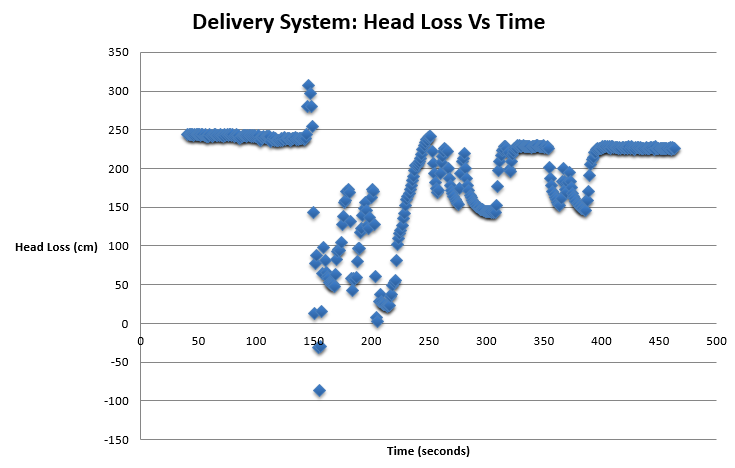 Delivery System: Head Loss Vs Time
350
300
250
200
150
100
50
0
-50
-100
-150
0 50 100 150 200 250 300 350 400 450 500
Head Loss (cm)
Time (seconds)